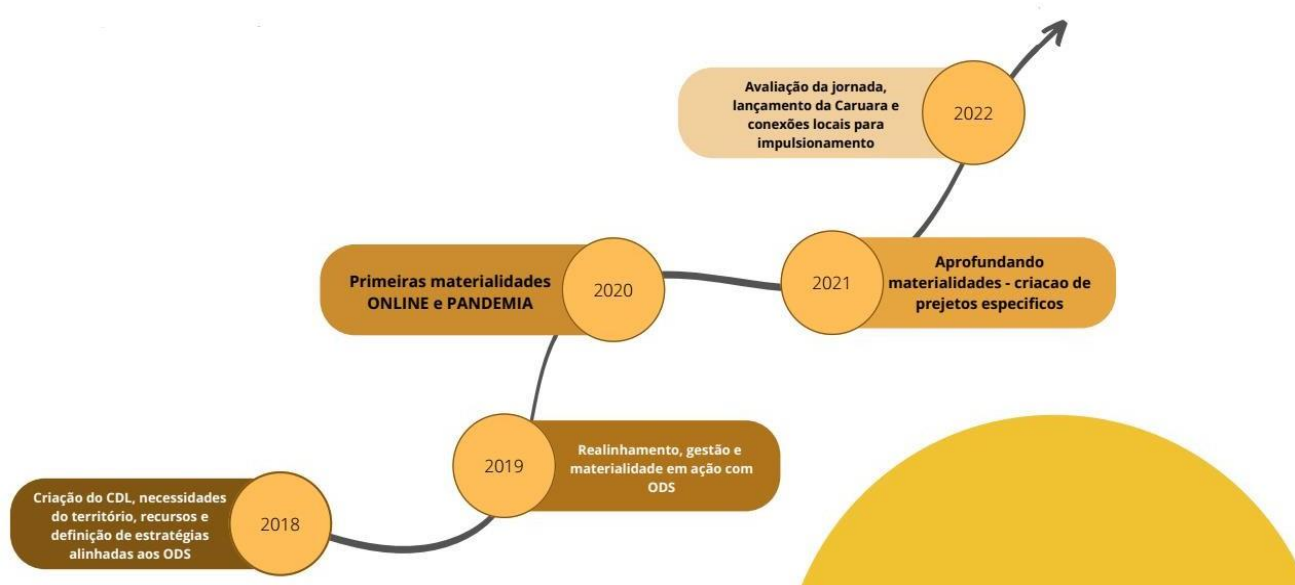 Avaliação da jornada,
lançamento da Caruara e
conexões locais para
impulsionamento
2022
Primeiras materialidades
ONLINE e PANDEMIA
2020
2021
Aprofundando
materialidades - criacao de
prejetos especificos
2019
Realinhamento, gestão e
materialidade em ação com
ODS
Criação do CDL, necessidades
do território, recursos e
definição de estratégias
alinhadas aos ODS
2018